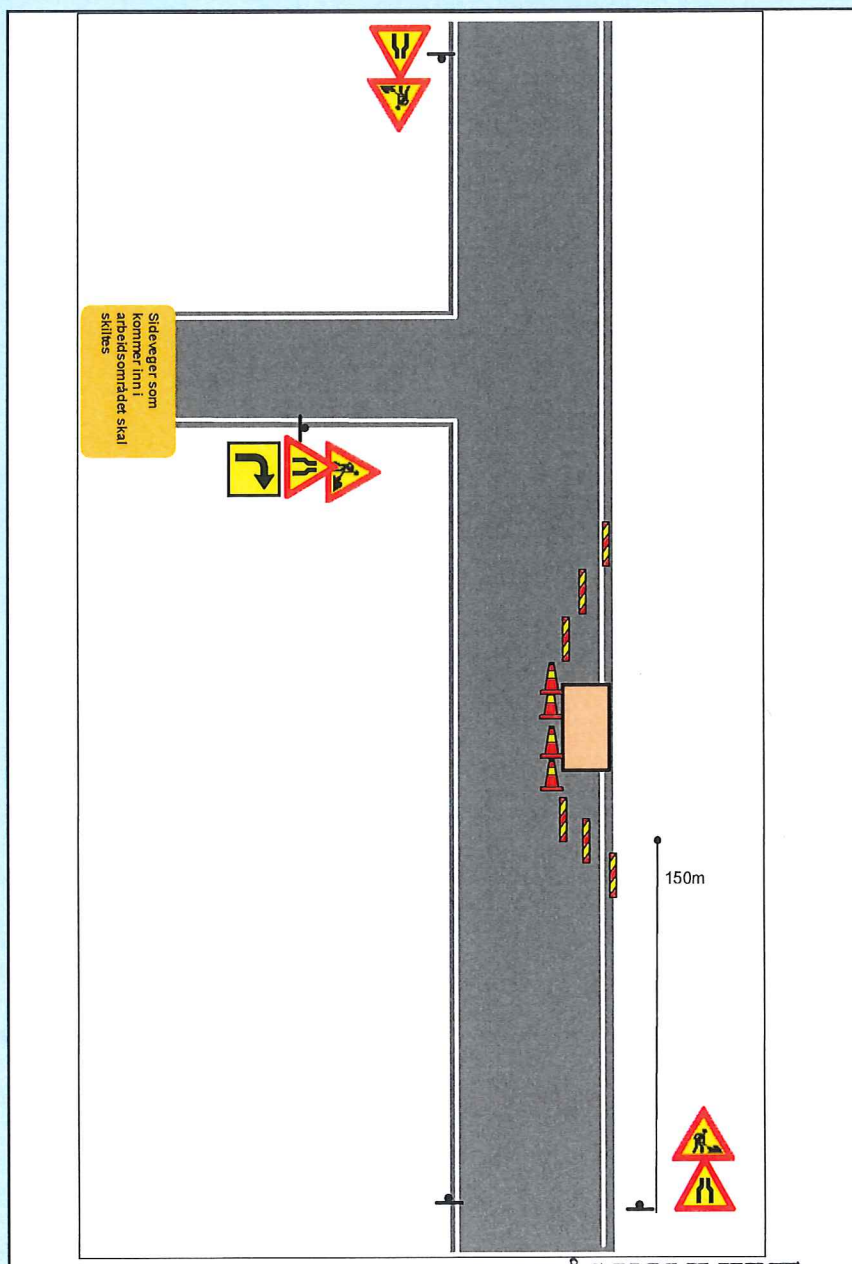 Sideveger som
kommer inn i
arbeidsområdet skal
skiltes
150m